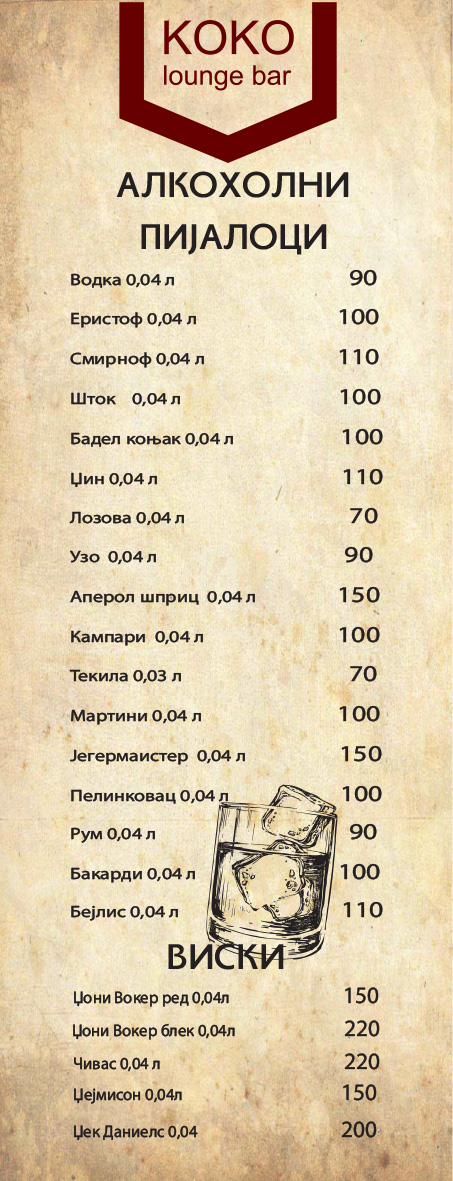 KOKO
lounge bar
АЛКОХОЛНИ
ПИЈАЛОЦИ
Водка 0,04 л 90
Еристоф 0,04 л 100
Смирноф 0,04 л 110
Шток 0,04 л 100
Бадел коњак 0,04 л 100
Џин 0,04 л 110
Лозова 0,04 л 70
Узо 0,04 л 90
Аперол шприц 0,04 л 150
Кампари 0,04 л 100
Текила 0,03 л 70
Мартини 0,04 л 100
Јегермаистер 0,04 л 150
Пелинковац 0,04 л 100
Рум 0,04 л 90
Бакарди 0,04 л 100
Бејлис 0,04 л 110
ВИСКИ
Џони Вокер ред 0,04л 150
Џони Вокер блек 0,04л 220
Чивас 0,04 л 220
Џејмисон 0,04л 150
Џек Даниелс 0,04 200